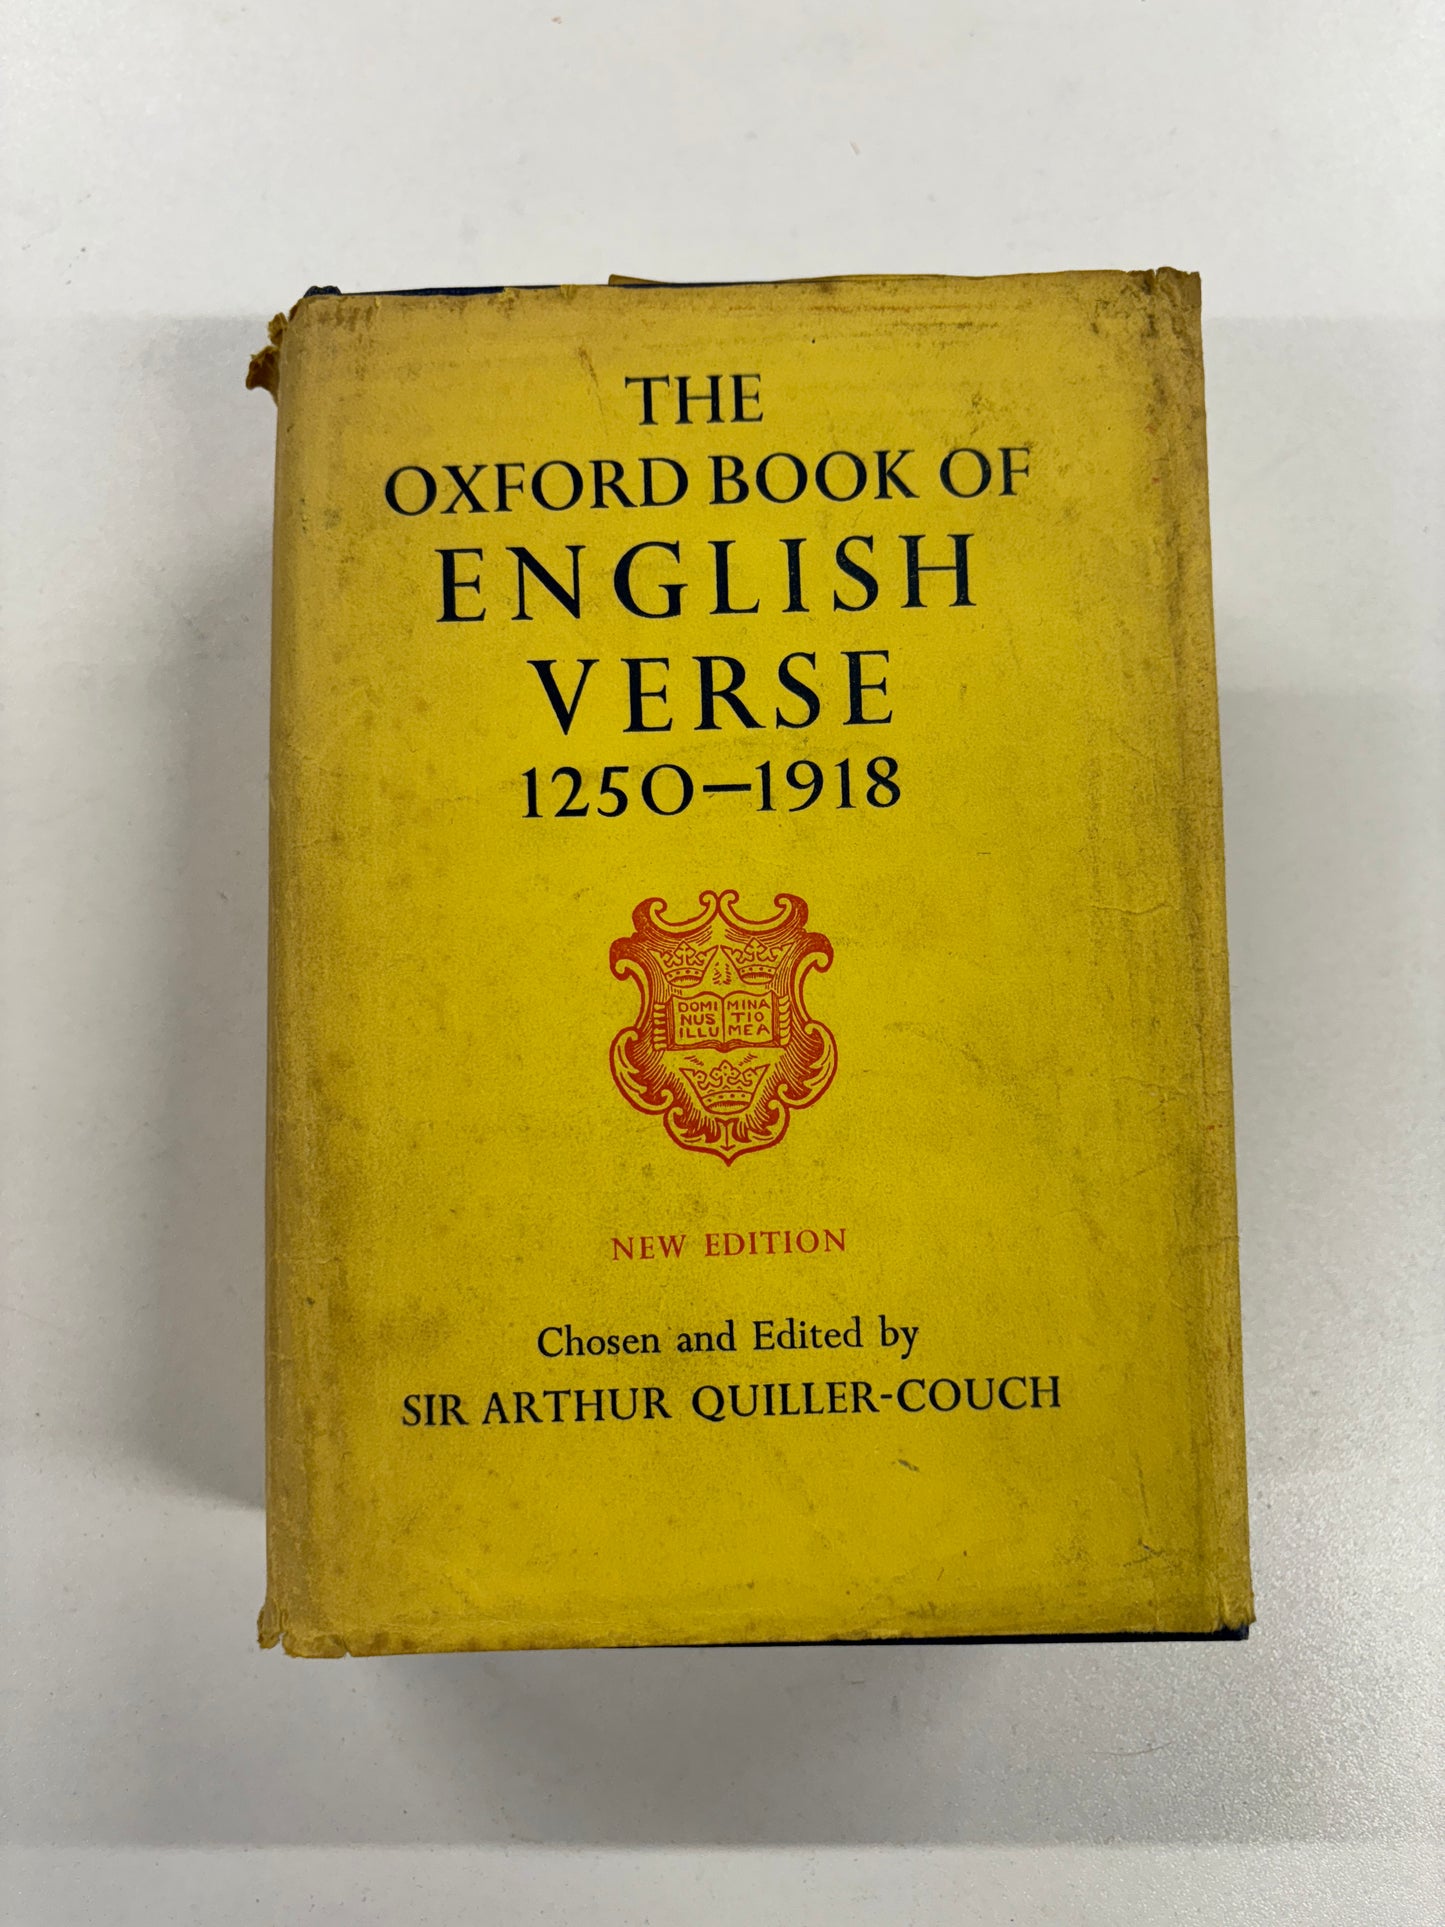 THE
OXFORD BOOK OF
ENGLISH
VERSE
1250–1918
DOMI MINA
NUS TIO
ILLU MEA
NEW EDITION
Chosen and Edited by
SIR ARTHUR QUILLER-COUCH